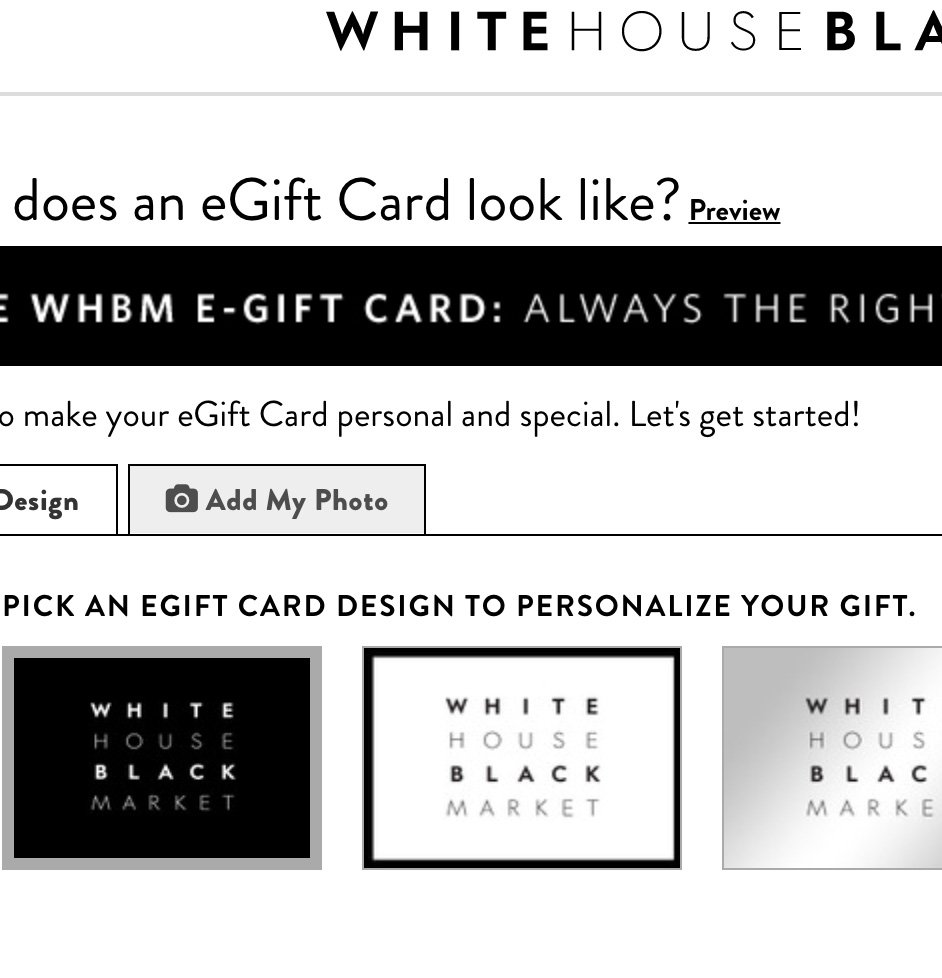 WHITE HOUSE BLA
does an eGift Card look like? Preview
E WHBM E-GIFT CARD: ALWAYS THE RIGH
o make your eGift Card personal and special. Let's get started!
Design
Add My Photo
PICK AN EGIFT CARD DESIGN TO PERSONALIZE YOUR GIFT.
WHITE
HOUSE
BLACK
MARKET
WHITE
HOUSE
BLACK
MARKET
WHIT
HOUS
BLAC
MARKE